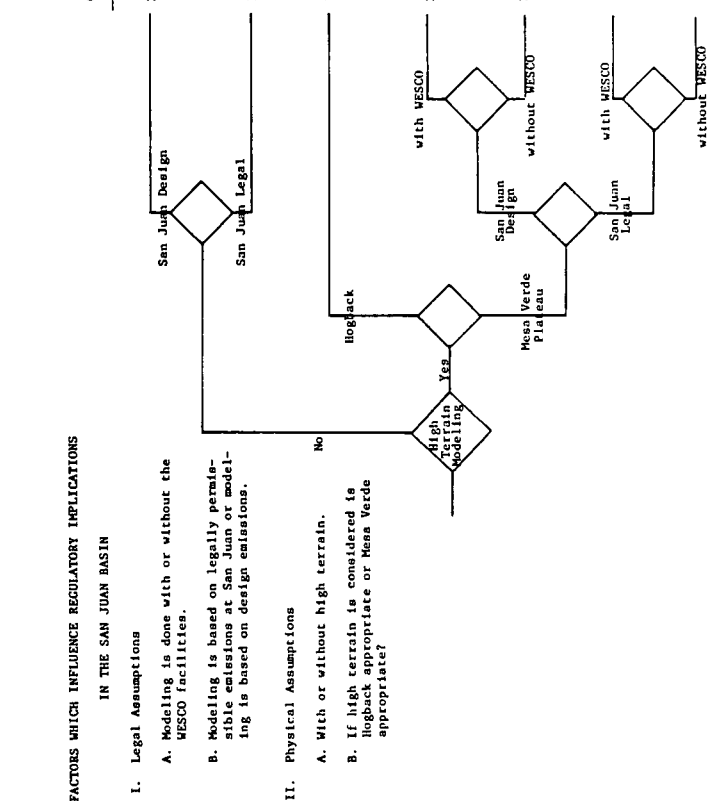 FACTORS WHICH INFLUENCE REGULATORY IMPLICATIONS
IN THE SAN JUAN BASIN
I. Legal Assumptions
A. Modeling is done with or without the
WESCO facilities.
B. Modeling is based on legally permis-
sible emissions at San Juan or model-
ing is based on design emissions.
II. Physical Assumptions
A. With or without high terrain.
B. If high terrain is considered is
Hogback appropriate or Mesa Verde
appropriate?
High
Terrain
Modeling
No
Yes
San Juan Design
San Juan Legal
Hogback
Mesa Verde
Plateau
San Juan
Design
San Juan
Legal
with WESCO
without WESCO
with WESCO
without WESCO